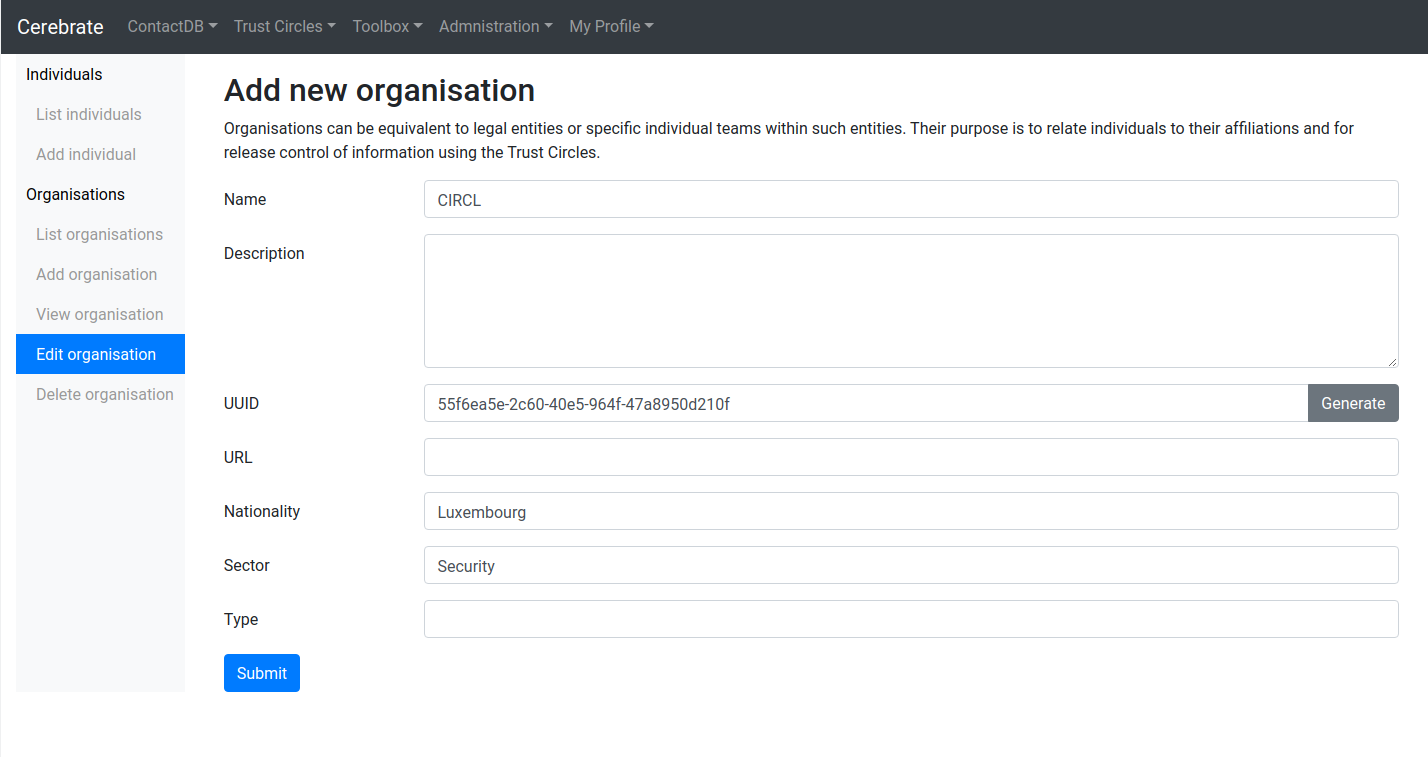 Cerebrate ContactDB Trust Circles Toolbox Admnistration My Profile
Individuals
List individuals
Add individual
Organisations
List organisations
Add organisation
View organisation
Edit organisation
Delete organisation
Add new organisation
Organisations can be equivalent to legal entities or specific individual teams within such entities. Their purpose is to relate individuals to their affiliations and for
release control of information using the Trust Circles.
Name CIRCL
Description
UUID 55f6ea5e-2c60-40e5-964f-47a8950d210f Generate
URL
Nationality Luxembourg
Sector Security
Type
Submit